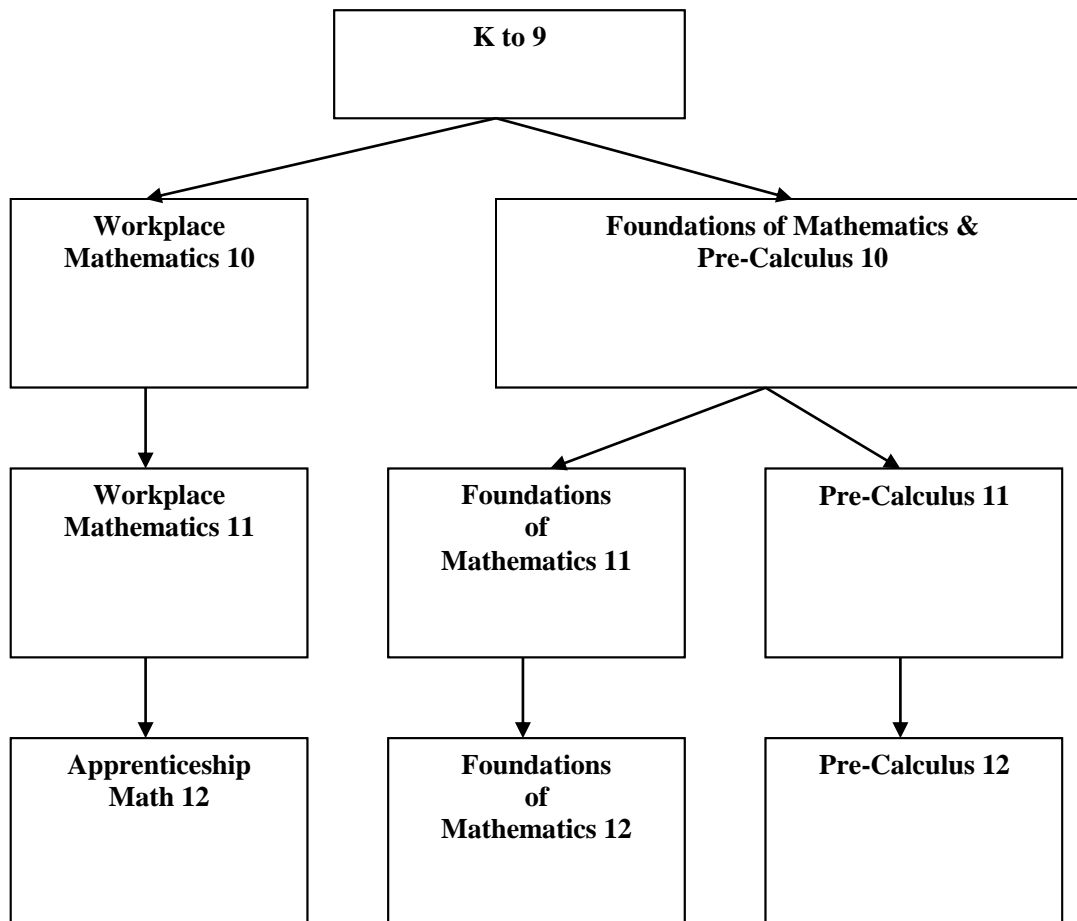 K to 9
Workplace
Mathematics 10
Foundations of Mathematics &
Pre-Calculus 10
Workplace
Mathematics 11
Foundations
of
Mathematics 11
Pre-Calculus 11
Apprenticeship
Math 12
Foundations
of
Mathematics 12
Pre-Calculus 12